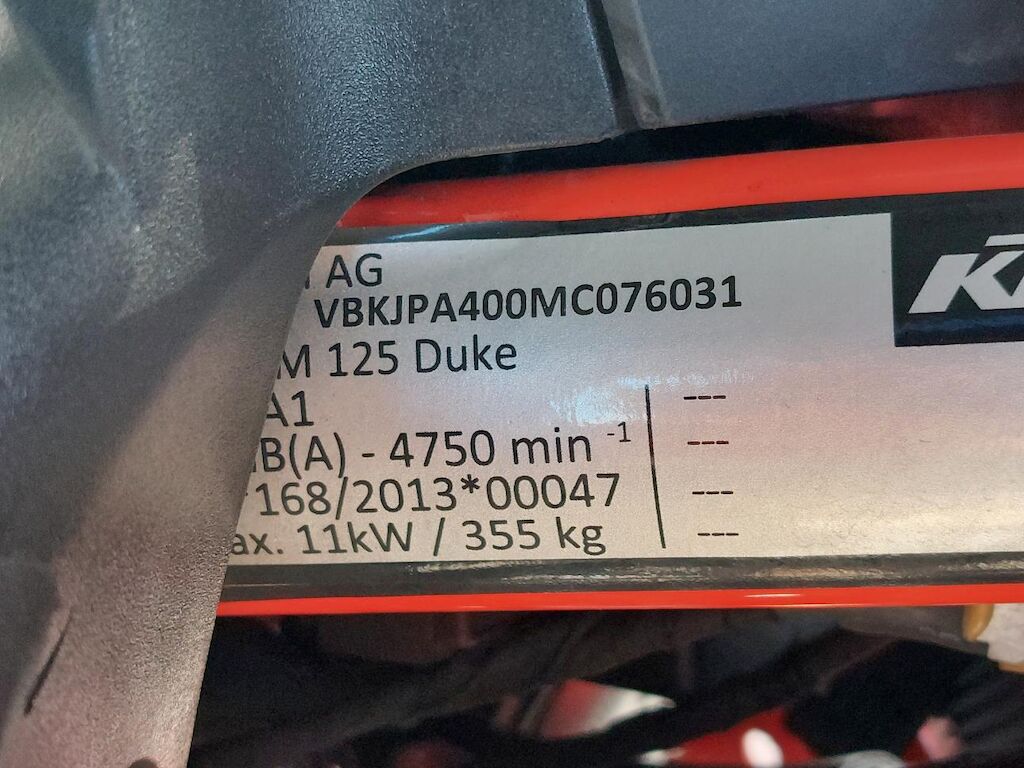 AG
VBKJPA400MC076031
M 125 Duke
A1
B(A) - 4750 min -1
168/2013*00047
ax. 11kW / 355 kg
---
---
---
---